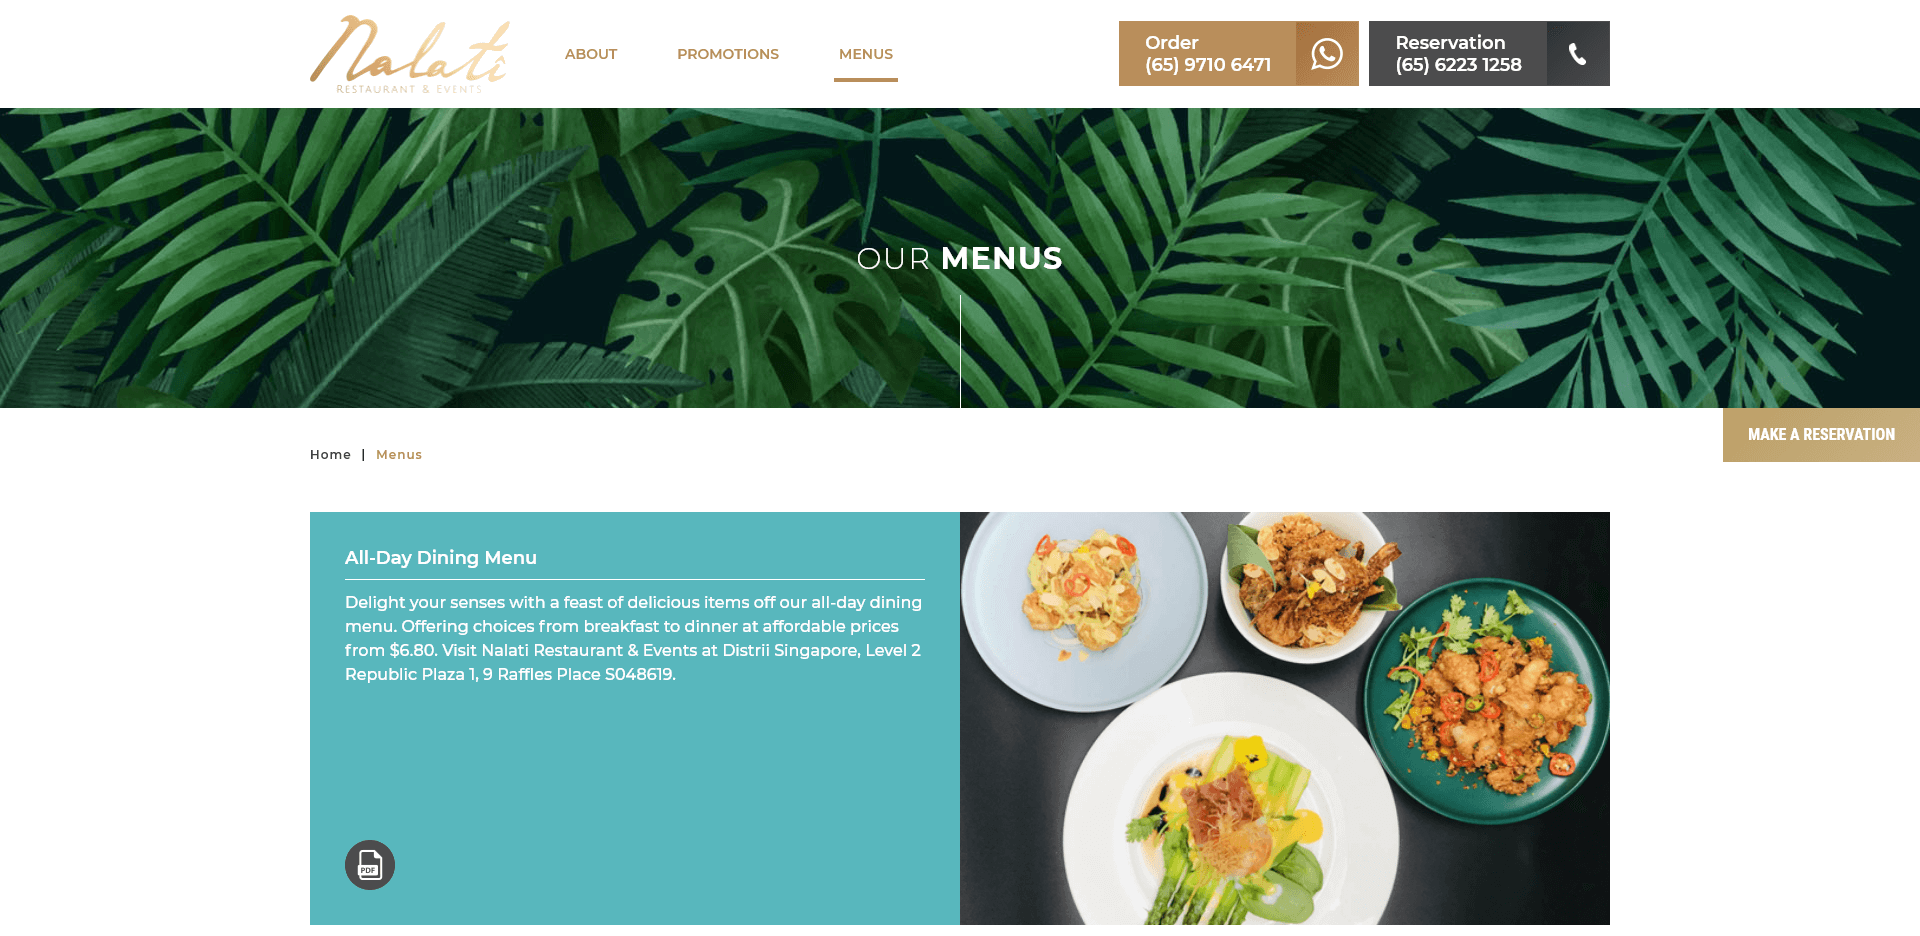 Nalati
RESTAURANT & EVENTS
ABOUT
PROMOTIONS
MENUS
Order
(65) 9710 6471
Reservation
(65) 6223 1258
OUR MENUS
MAKE A RESERVATION
Home | Menus
All-Day Dining Menu
Delight your senses with a feast of delicious items off our all-day dining
menu. Offering choices from breakfast to dinner at affordable prices
from $6.80. Visit Nalati Restaurant & Events at Distrii Singapore, Level 2
Republic Plaza 1, 9 Raffles Place S048619.
PDF